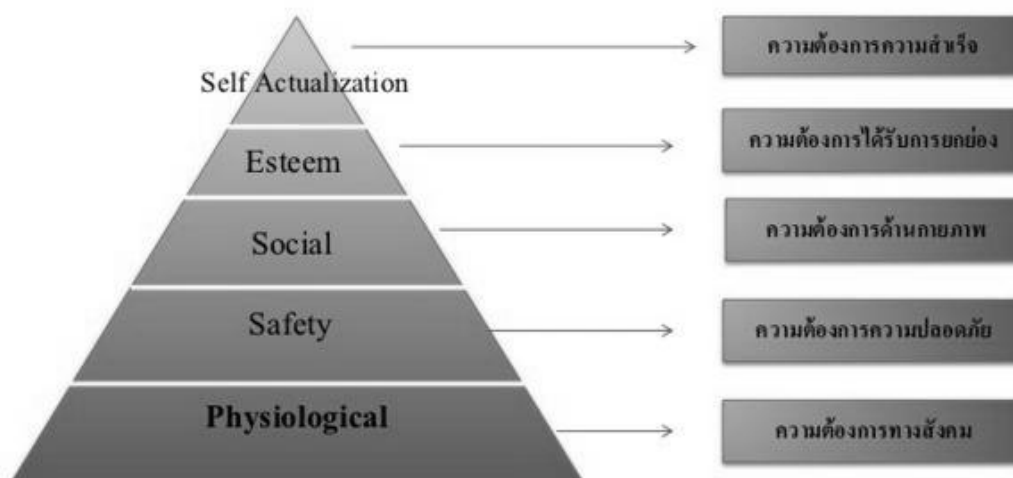 Self Actualization
ความต้องการความสำเร็จ
Esteem
ความต้องการได้รับการยกย่อง
Social
ความต้องการด้านกายภาพ
Safety
ความต้องการความปลอดภัย
Physiological
ความต้องการทางสังคม